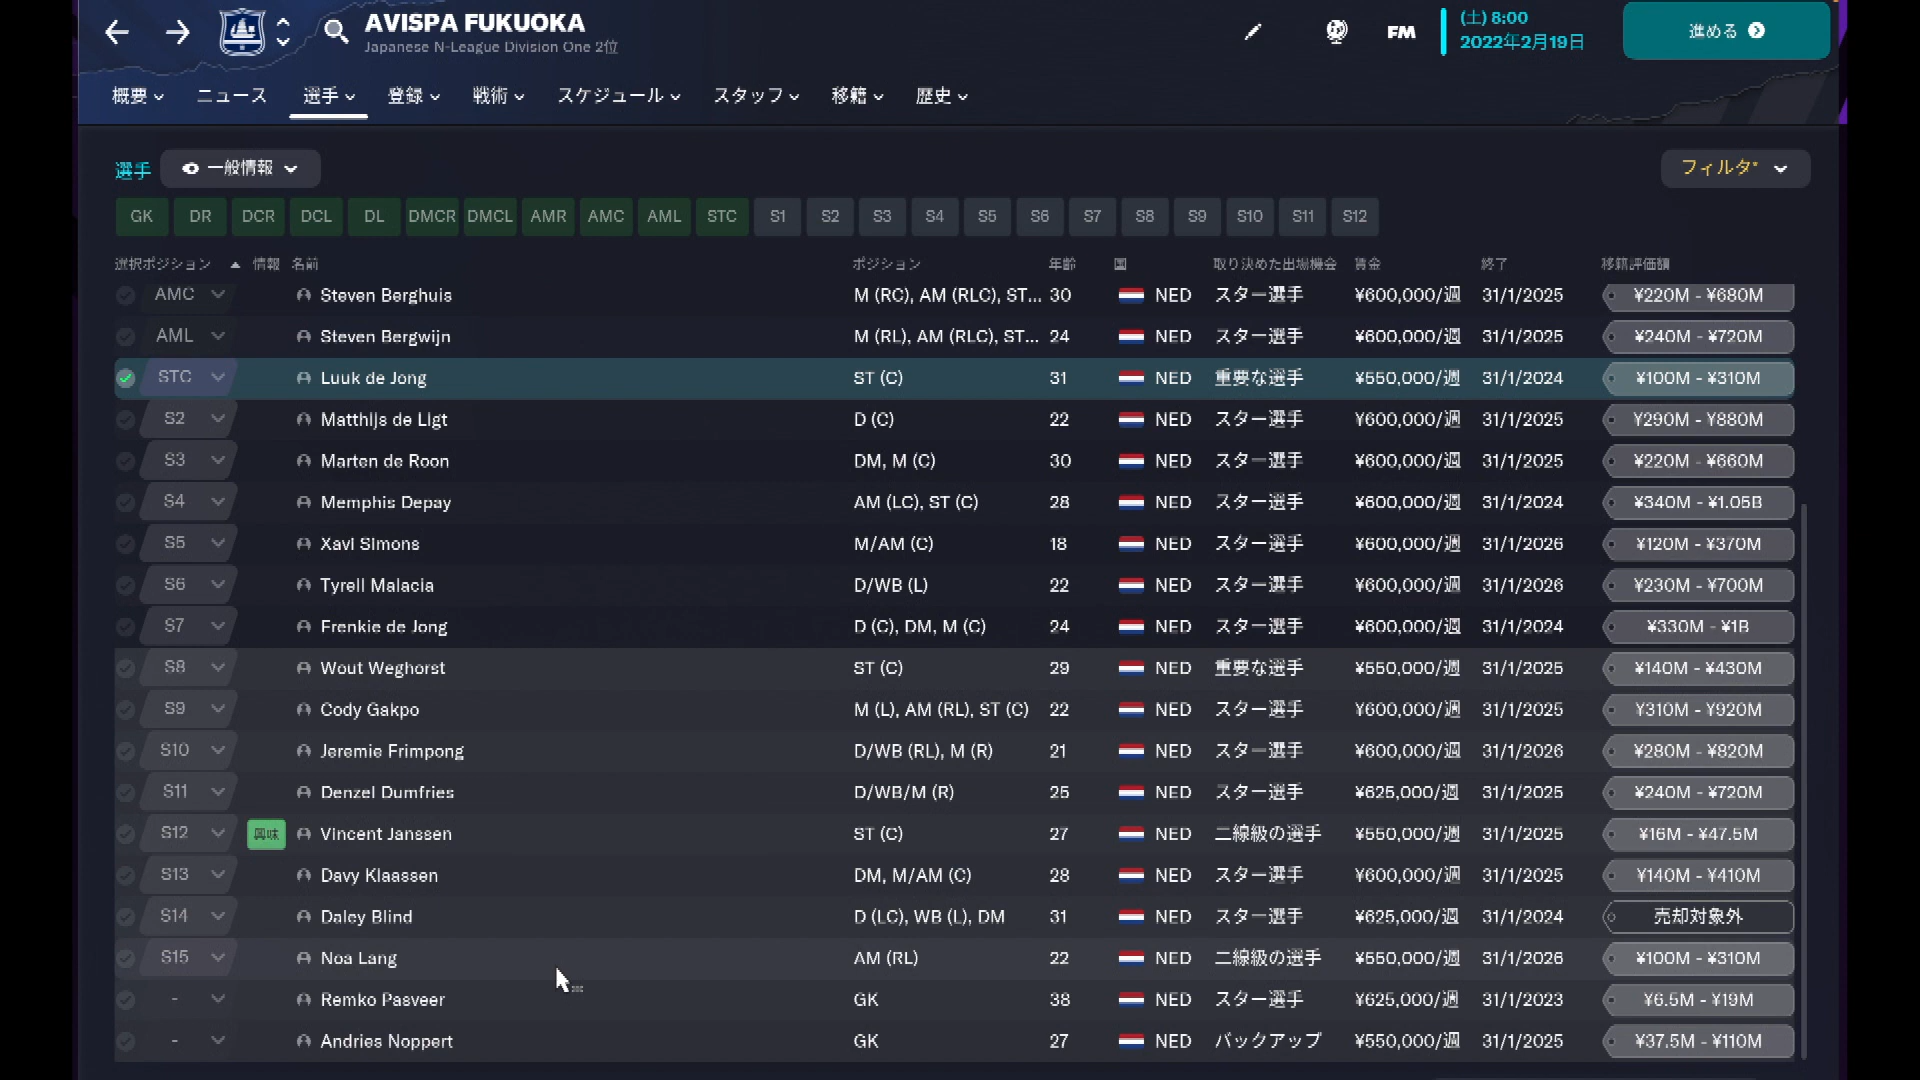 AVISPA FUKUOKA
Japanese N-League Division One 2位
FM
(土) 8:00
2022年2月19日
進める
概要 ニュース 選手 登録 戦術 スケジュール スタッフ 移籍 歴史
選手 一般情報 フィルタ*
GK DR DCR DCL DL DMCR DMCL AMR AMC AML STC S1 S2 S3 S4 S5 S6 S7 S8 S9 S10 S11 S12
選択ポジション 情報 名前 ポジション 年齢 国 取り決めた出場機会 賃金 終了 移籍評価額
AMC Steven Berghuis M (RC), AM (RLC), ST... 30 NED スター選手 ¥600,000/週 31/1/2025 ¥220M - ¥680M
AML Steven Bergwijn M (RL), AM (RLC), ST... 24 NED スター選手 ¥600,000/週 31/1/2025 ¥240M - ¥720M
STC Luuk de Jong ST (C) 31 NED 重要な選手 ¥550,000/週 31/1/2024 ¥100M - ¥310M
S2 Matthijs de Ligt D (C) 22 NED スター選手 ¥600,000/週 31/1/2025 ¥290M - ¥880M
S3 Marten de Roon DM, M (C) 30 NED スター選手 ¥600,000/週 31/1/2025 ¥220M - ¥660M
S4 Memphis Depay AM (LC), ST (C) 28 NED スター選手 ¥600,000/週 31/1/2024 ¥340M - ¥1.05B
S5 Xavi Simons M/AM (C) 18 NED スター選手 ¥600,000/週 31/1/2026 ¥120M - ¥370M
S6 Tyrell Malacia D/WB (L) 22 NED スター選手 ¥600,000/週 31/1/2026 ¥230M - ¥700M
S7 Frenkie de Jong D (C), DM, M (C) 24 NED スター選手 ¥600,000/週 31/1/2024 ¥330M - ¥1B
S8 Wout Weghorst ST (C) 29 NED 重要な選手 ¥550,000/週 31/1/2025 ¥140M - ¥430M
S9 Cody Gakpo M (L), AM (RL), ST (C) 22 NED スター選手 ¥600,000/週 31/1/2025 ¥310M - ¥920M
S10 Jeremie Frimpong D/WB (RL), M (R) 21 NED スター選手 ¥600,000/週 31/1/2026 ¥280M - ¥820M
S11 Denzel Dumfries D/WB/M (R) 25 NED スター選手 ¥625,000/週 31/1/2025 ¥240M - ¥720M
S12 興味 Vincent Janssen ST (C) 27 NED 二線級の選手 ¥550,000/週 31/1/2025 ¥16M - ¥47.5M
S13 Davy Klaassen DM, M/AM (C) 28 NED スター選手 ¥600,000/週 31/1/2025 ¥140M - ¥410M
S14 Daley Blind D (LC), WB (L), DM 31 NED スター選手 ¥625,000/週 31/1/2024 売却対象外
S15 Noa Lang AM (RL) 22 NED 二線級の選手 ¥550,000/週 31/1/2026 ¥100M - ¥310M
- Remko Pasveer GK 38 NED スター選手 ¥625,000/週 31/1/2023 ¥6.5M - ¥19M
- Andries Noppert GK 27 NED バックアップ ¥550,000/週 31/1/2025 ¥37.5M - ¥110M